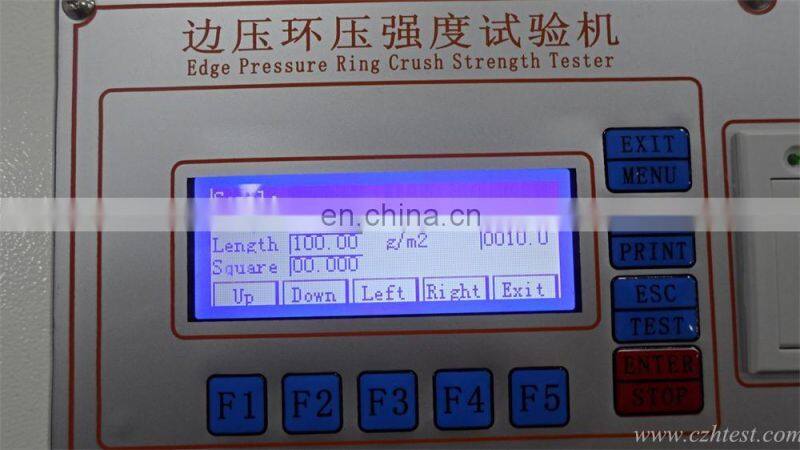 边压环压强度试验机
Edge Pressure Ring Crush Strength Tester
EXIT
MENU
en.china.cn
Length 100.00 g/m2 0010.0
Square 00.000
PRINT
Up Down Left Right Exit
ESC
TEST
ENTER
STOP
F1 F2 F3 F4 F5
www.czhtest.com